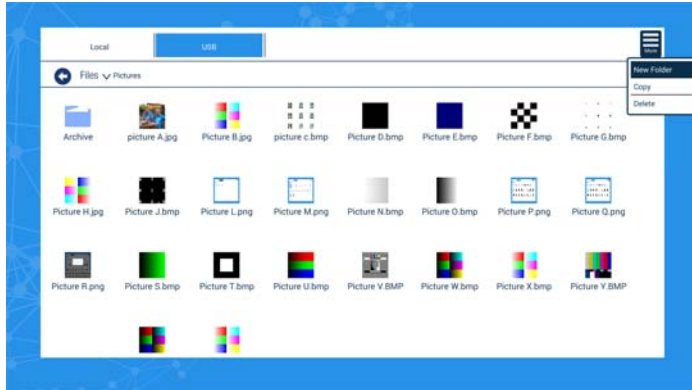 Local USB More
Files Pictures
New Folder
Copy
Delete
Archive picture A.jpg Picture B.jpg picture c.bmp Picture D.bmp Picture E.bmp Picture F.bmp Picture G.bmp
Picture H.jpg Picture J.bmp Picture L.png Picture M.png Picture N.bmp Picture O.bmp Picture P.png Picture Q.png
Picture R.png Picture S.bmp Picture T.bmp Picture U.bmp Picture V.BMP Picture W.bmp Picture X.bmp Picture Y.BMP